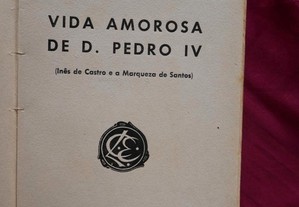 VIDA AMOROSA
DE D. PEDRO IV
(Inês de Castro e a Marqueza de Santos)